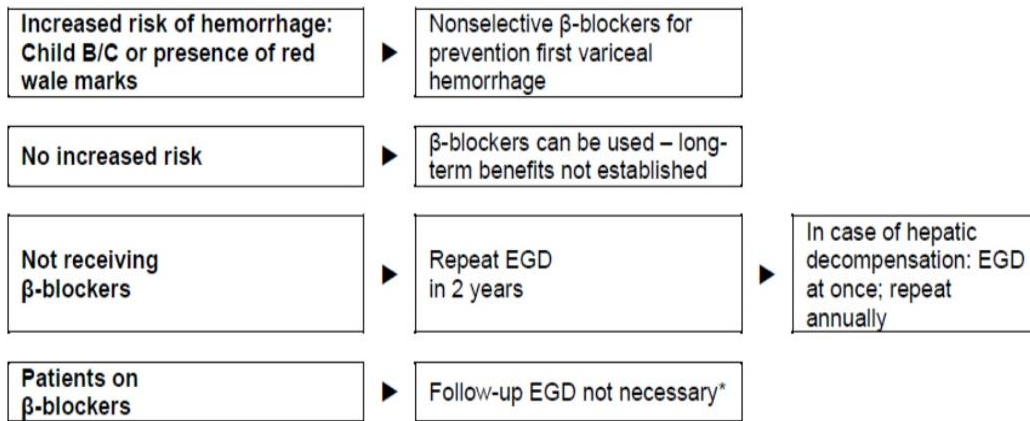 Increased risk of hemorrhage:
Child B/C or presence of red
wale marks
Nonselective β-blockers for
prevention first variceal
hemorrhage
No increased risk
β-blockers can be used – long-
term benefits not established
Not receiving
β-blockers
Repeat EGD
in 2 years
In case of hepatic
decompensation: EGD
at once; repeat
annually
Patients on
β-blockers
Follow-up EGD not necessary*